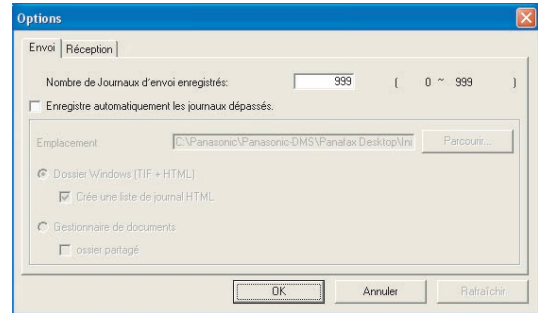 Options
Envoi Réception
Nombre de Journaux d'envoi enregistrés: 999 ( 0 ~ 999 )
Enregistre automatiquement les journaux dépassés.
Emplacement C:\Panasonic\Panasonic-DMS\Panafax Desktop\Ini Parcourir...
Dossier Windows (TIF + HTML)
Crée une liste de journal HTML
Gestionnaire de documents
ossier partagé
OK Annuler Rafraîchir